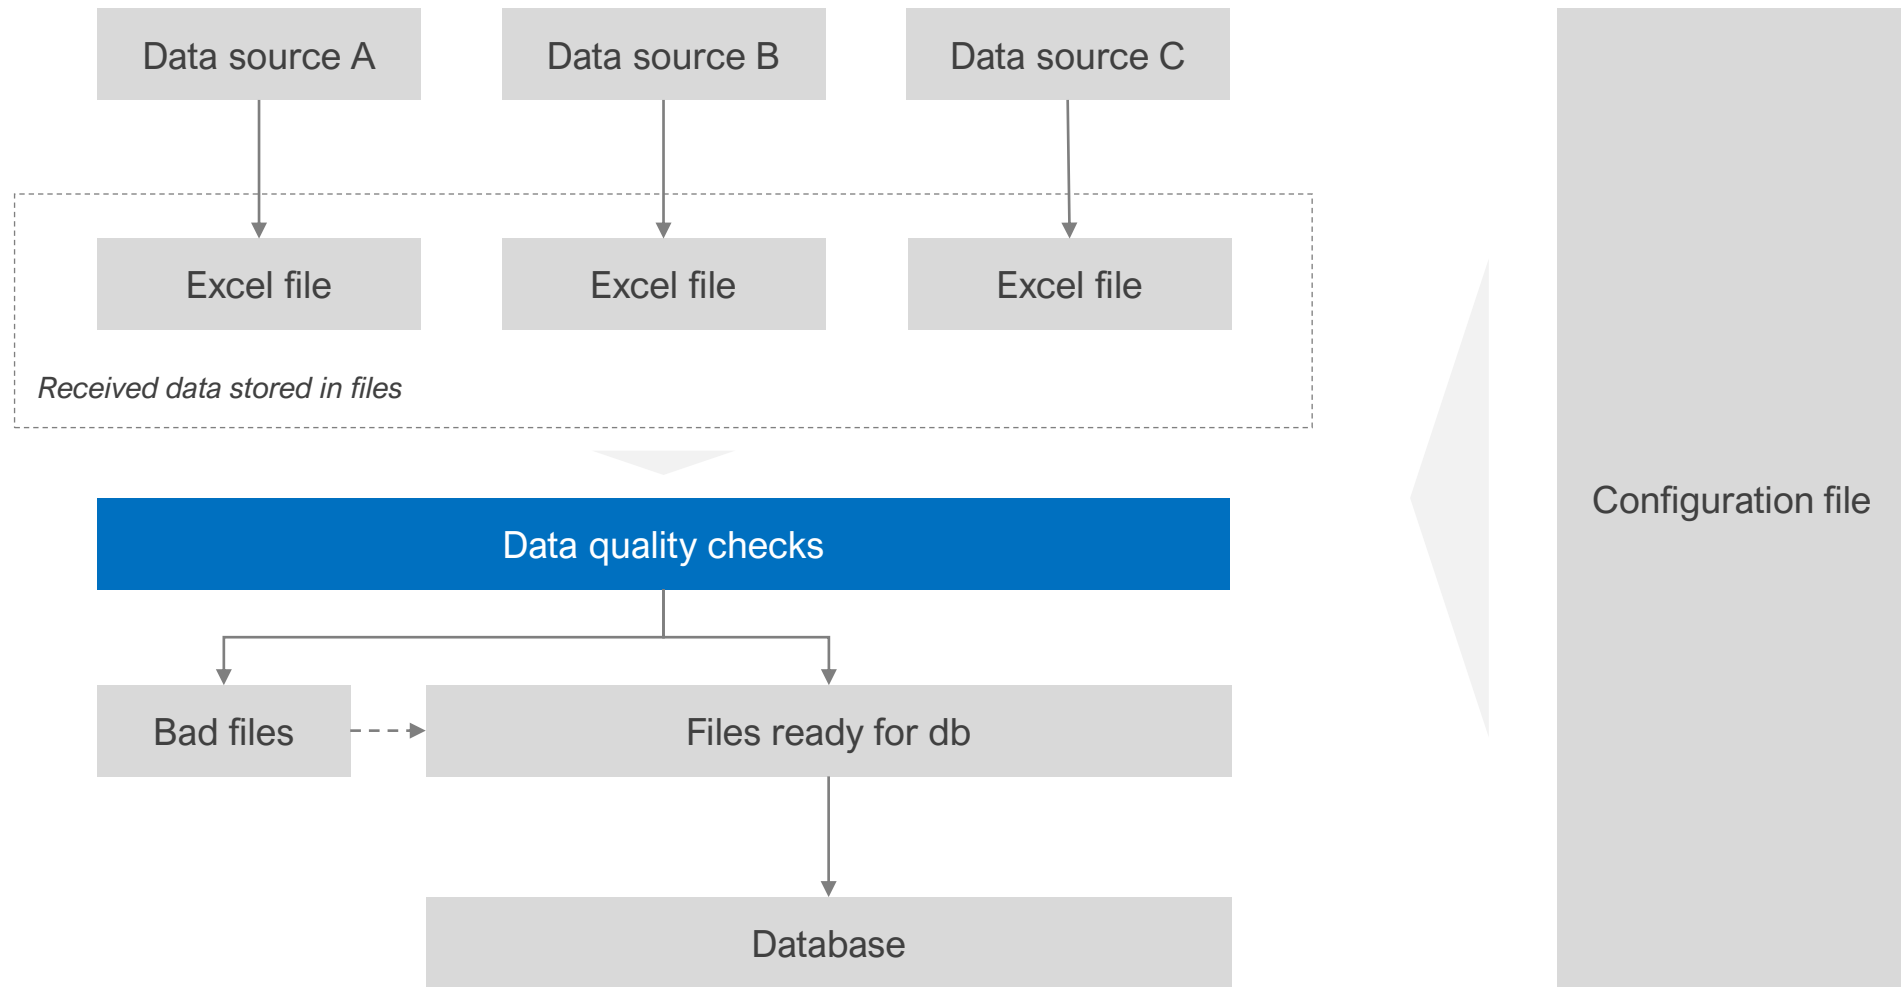 Data source A
Data source B
Data source C
Excel file
Excel file
Excel file
Received data stored in files
Configuration file
Data quality checks
Bad files
Files ready for db
Database